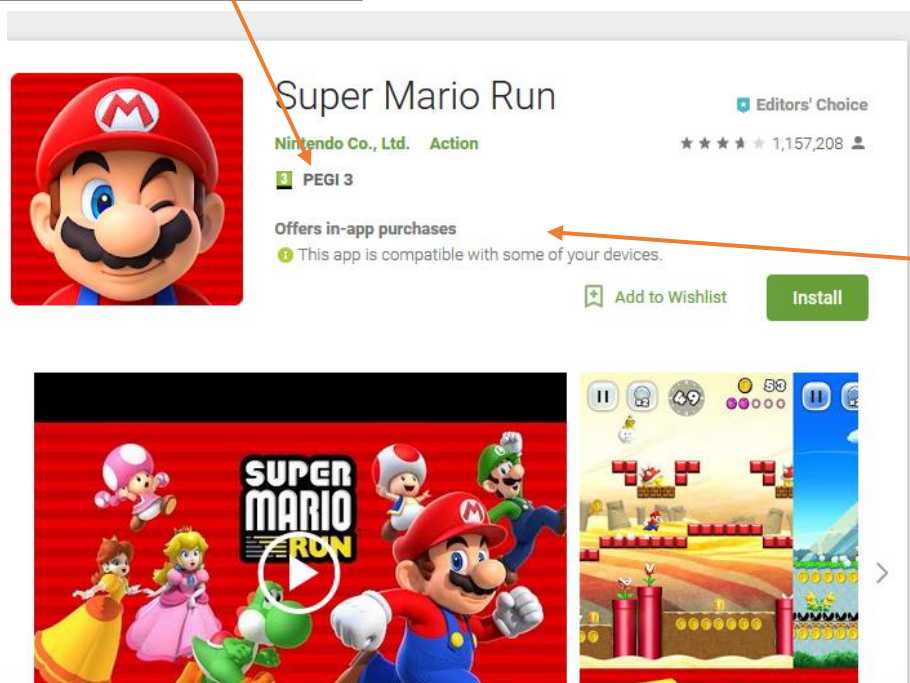 Super Mario Run
Editors' Choice
Nintendo Co., Ltd. Action
1,157,208
3 PEGI 3
Offers in-app purchases
This app is compatible with some of your devices.
Add to Wishlist
Install
M
SUPER
MARIO
RUN
M
49
53